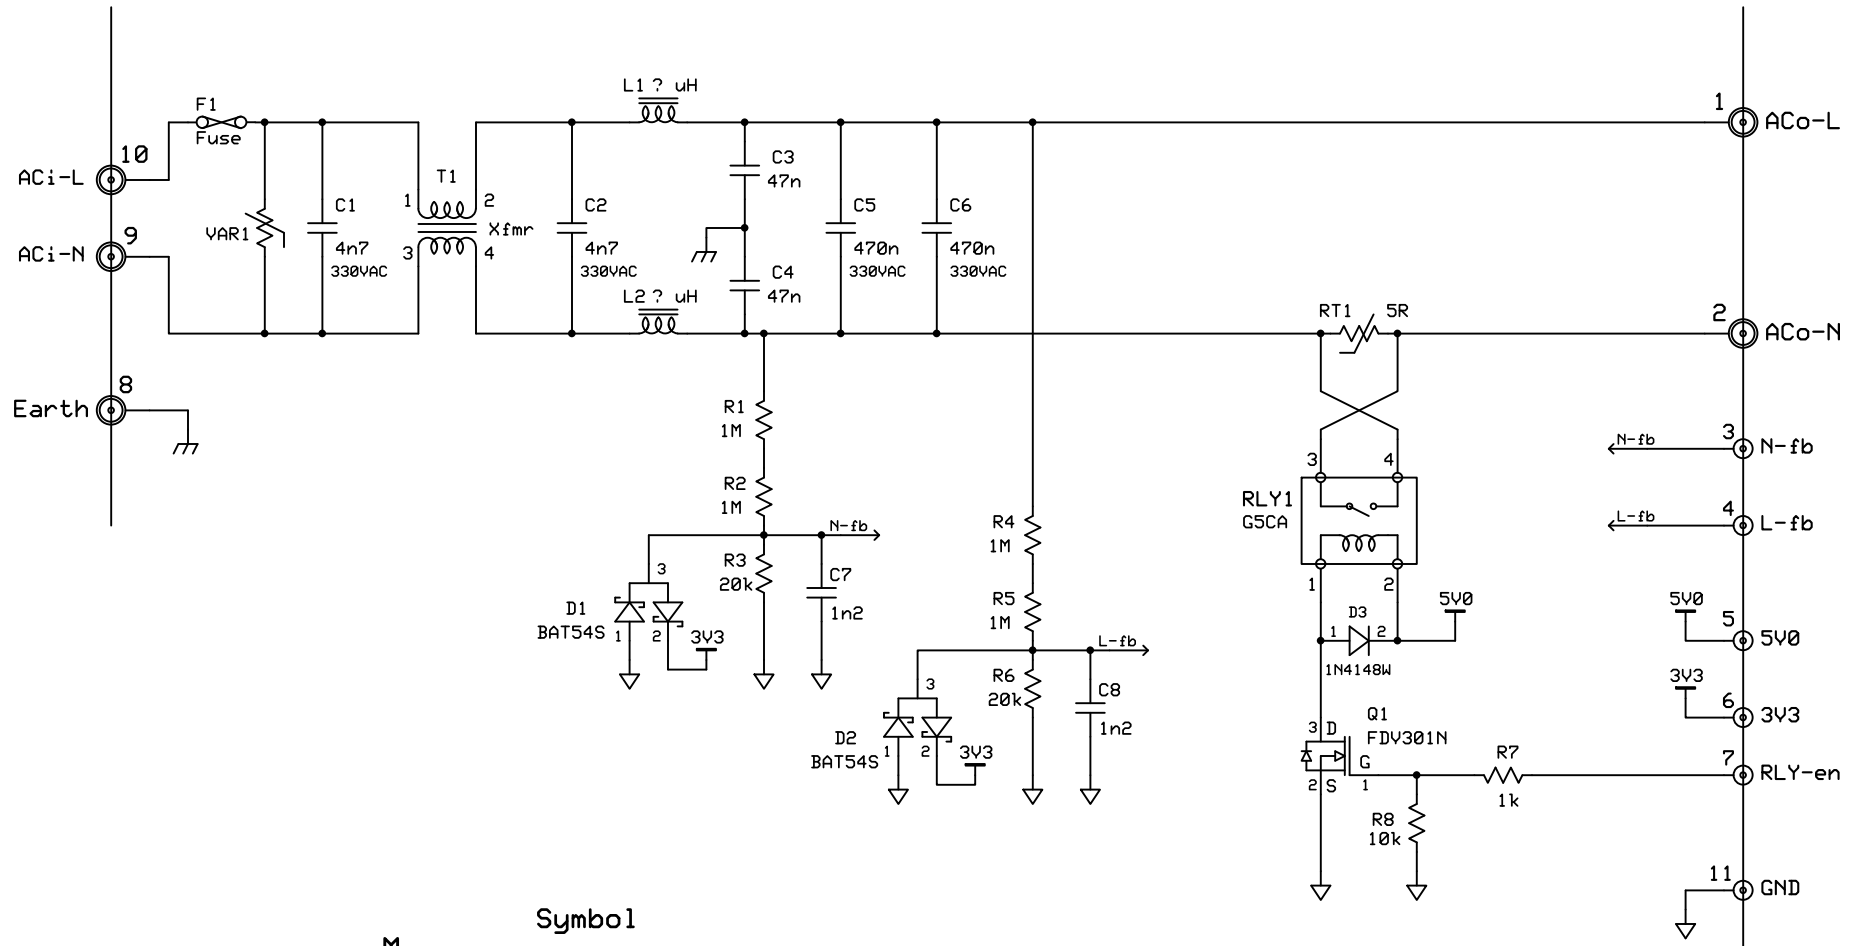 L1 ? uH
F1
Fuse
1
ACo-L
10
ACi-L
T1
C3
47n
1
2
C1
C2
C5
C6
VAR1
Xfmr
9
ACi-N
4n7
330VAC
3
4
4n7
330VAC
470n
330VAC
470n
330VAC
C4
47n
L2 ? uH
RT1
5R
2
ACo-N
8
Earth
R1
1M
3
N-fb
N-fb
3
4
R2
1M
RLY1
G5CA
4
L-fb
L-fb
N-fb
R4
1M
R3
20k
3
C7
1n2
1
2
D1
BAT54S
1
2
3V3
R5
1M
D3
5V0
1
2
1N4148W
5V0
5
5V0
L-fb
R6
20k
3
C8
1n2
3V3
6
3V3
D2
BAT54S
1
2
3V3
3
D
Q1
FDV301N
G
1
2
S
R7
1k
7
RLY-en
R8
10k
11
GND
Symbol
M